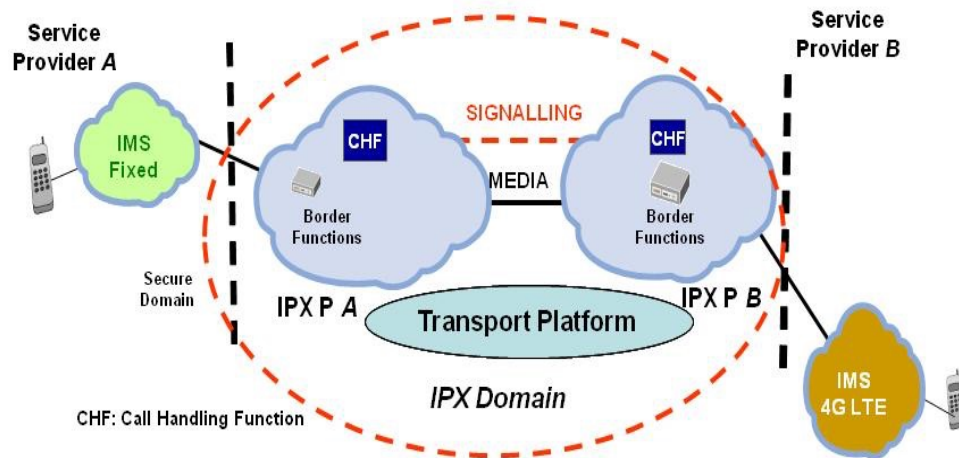 Service
Provider A
Service
Provider B
IMS
Fixed
CHF
SIGNALLING
CHF
MEDIA
Border
Functions
Border
Functions
Secure
Domain
IPX P A
IPX P B
Transport Platform
IPX Domain
IMS
4G LTE
CHF: Call Handling Function